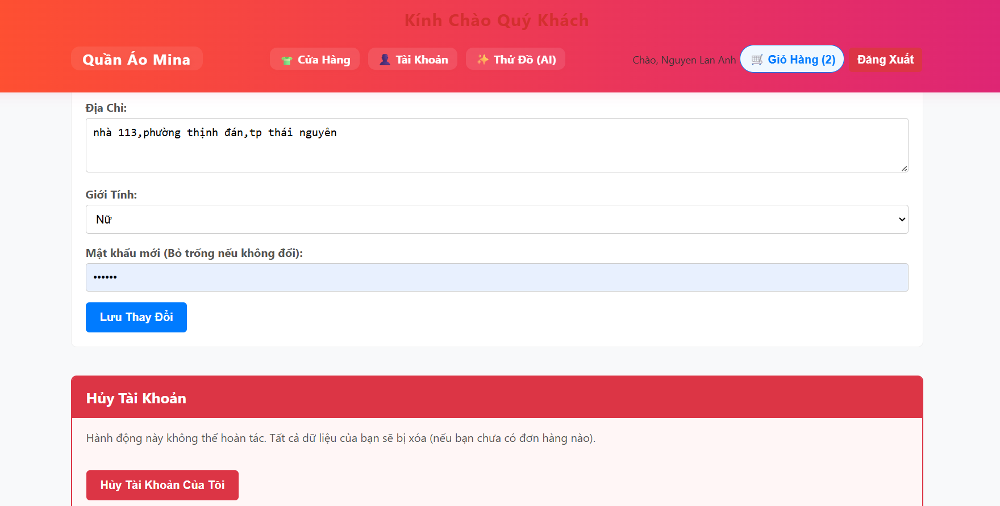 Kính Chào Quý Khách
Quần Áo Mina
Cửa Hàng
Tài Khoản
Thử Đồ (AI)
Chào, Nguyen Lan Anh
Giỏ Hàng (2)
Đăng Xuất
Địa Chỉ:
nhà 113,phường thịnh đán,tp thái nguyên
Giới Tính:
Nữ
Mật khẩu mới (Bỏ trống nếu không đổi):
••••••
Lưu Thay Đổi
Hủy Tài Khoản
Hành động này không thể hoàn tác. Tất cả dữ liệu của bạn sẽ bị xóa (nếu bạn chưa có đơn hàng nào).
Hủy Tài Khoản Của Tôi